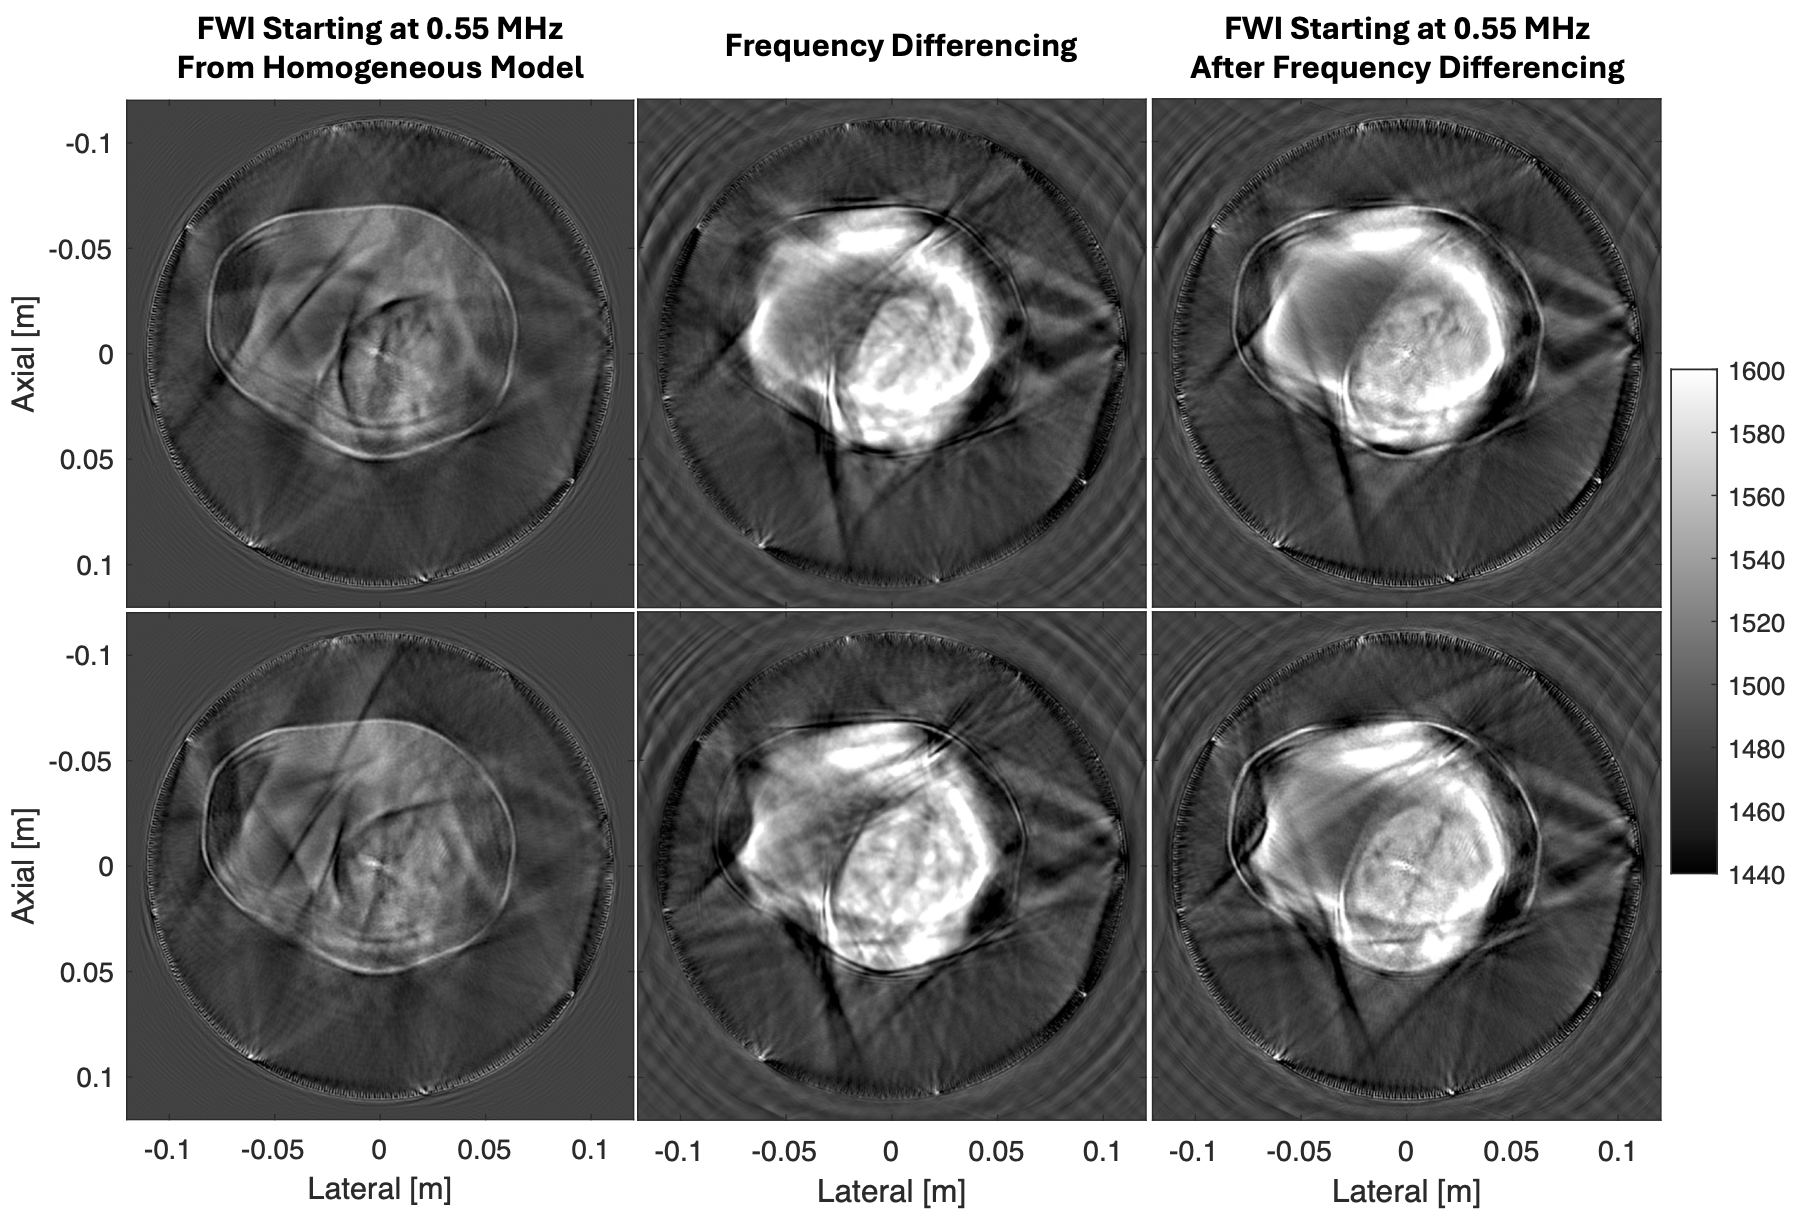 FWI Starting at 0.55 MHz
From Homogeneous Model
Frequency Differencing
FWI Starting at 0.55 MHz
After Frequency Differencing
-0.1
-0.05
0
0.05
0.1
Axial [m]
-0.1
-0.05
0
0.05
0.1
Axial [m]
-0.1 -0.05 0 0.05 0.1
Lateral [m]
-0.1 -0.05 0 0.05 0.1
Lateral [m]
-0.1 -0.05 0 0.05 0.1
Lateral [m]
1600
1580
1560
1540
1520
1500
1480
1460
1440